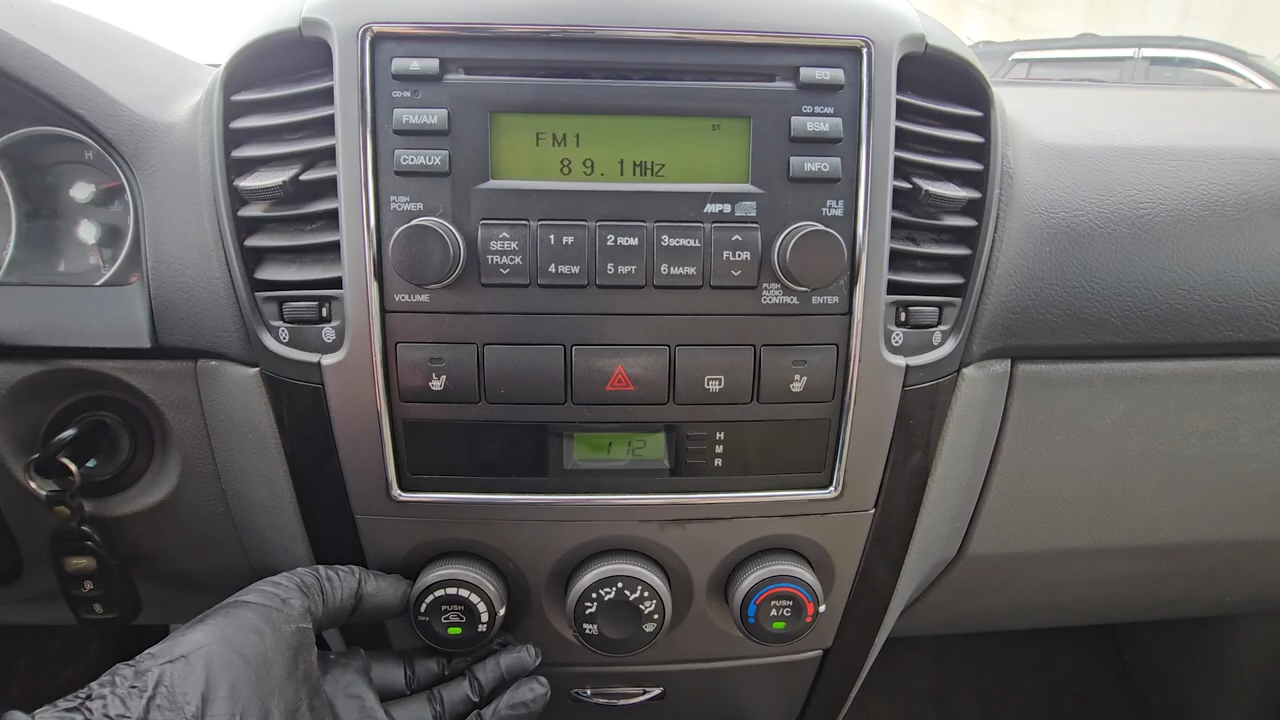 EQ
CD-IN
CD SCAN
FM/AM
BSM
ST
FM1
89.1MHz
CD/AUX
INFO
PUSH
POWER
MP3
FILE
TUNE
SEEK
TRACK
1 FF
4 REW
2 RDM
5 RPT
3 SCROLL
6 MARK
FLDR
VOLUME
PUSH
AUDIO
CONTROL
ENTER
L
R
1 12
H
M
R
H
OFF
PUSH
MAX
A/C
PUSH
A/C